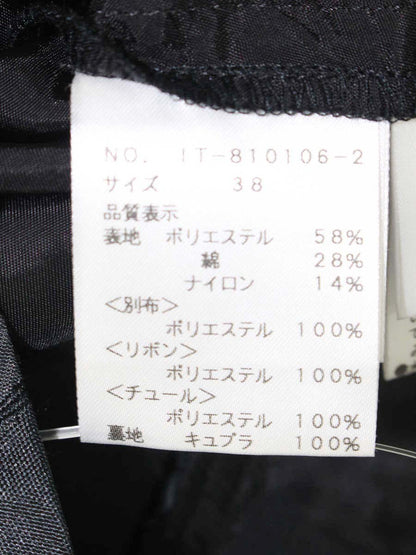 NO. IT-810106-2
サイズ 38
品質表示
表地 ポリエステル 58%
綿 28%
ナイロン 14%
<別布>
ポリエステル 100%
<リボン>
ポリエステル 100%
<チュール>
ポリエステル 100%
裏地 キュプラ 100%